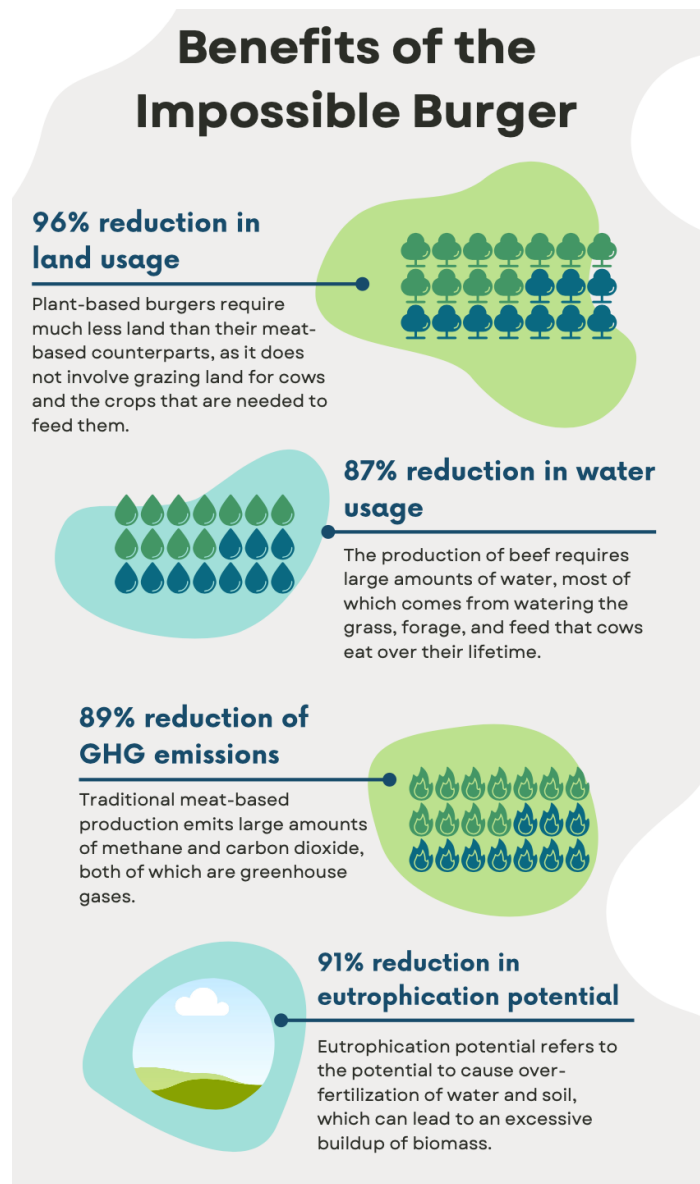 Benefits of the
Impossible Burger
96% reduction in
land usage
Plant-based burgers require
much less land than their meat-
based counterparts, as it does
not involve grazing land for cows
and the crops that are needed to
feed them.
87% reduction in water
usage
The production of beef requires
large amounts of water, most of
which comes from watering the
grass, forage, and feed that cows
eat over their lifetime.
89% reduction of
GHG emissions
Traditional meat-based
production emits large amounts
of methane and carbon dioxide,
both of which are greenhouse
gases.
91% reduction in
eutrophication potential
Eutrophication potential refers to
the potential to cause over-
fertilization of water and soil,
which can lead to an excessive
buildup of biomass.